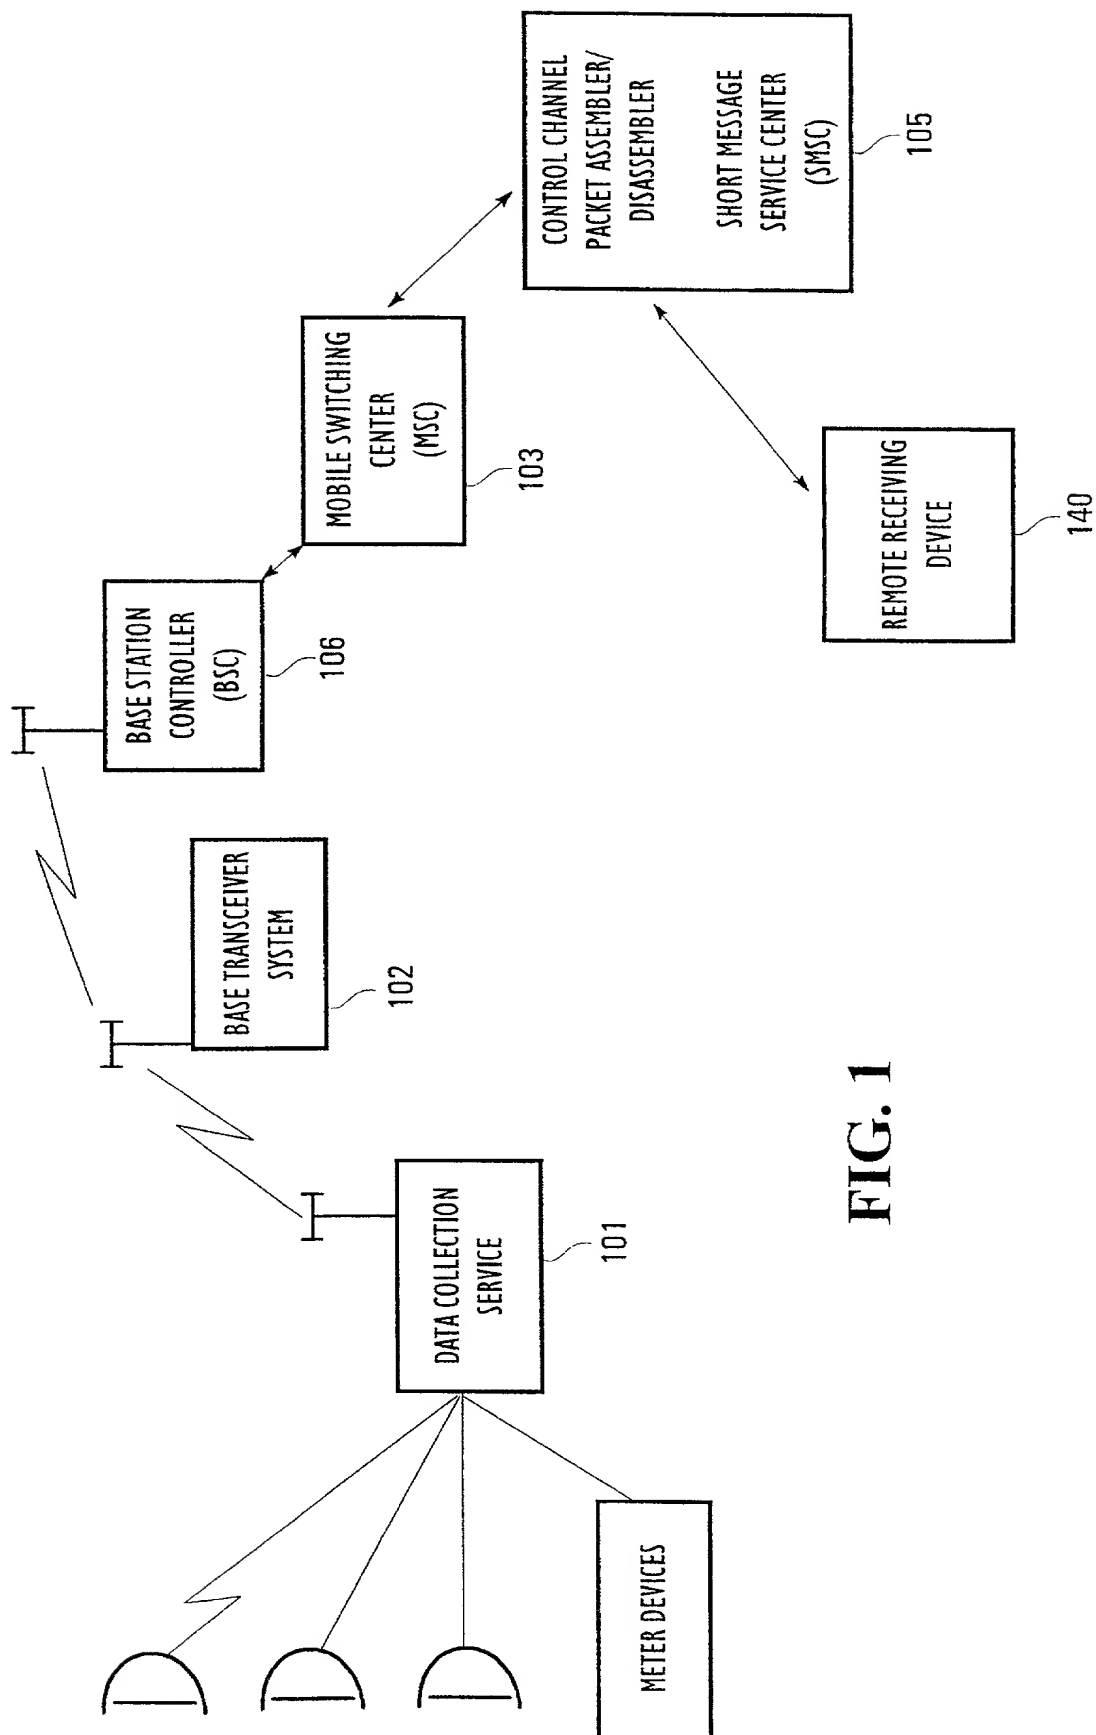 METER DEVICES
DATA COLLECTION
SERVICE
101
BASE TRANSCEIVER
SYSTEM
102
BASE STATION
CONTROLLER
(BSC)
106
MOBILE SWITCHING
CENTER
(MSC)
103
CONTROL CHANNEL
PACKET ASSEMBLER/
DISASSEMBLER
SHORT MESSAGE
SERVICE CENTER
(SMSC)
105
REMOTE RECEIVING
DEVICE
140
FIG. 1